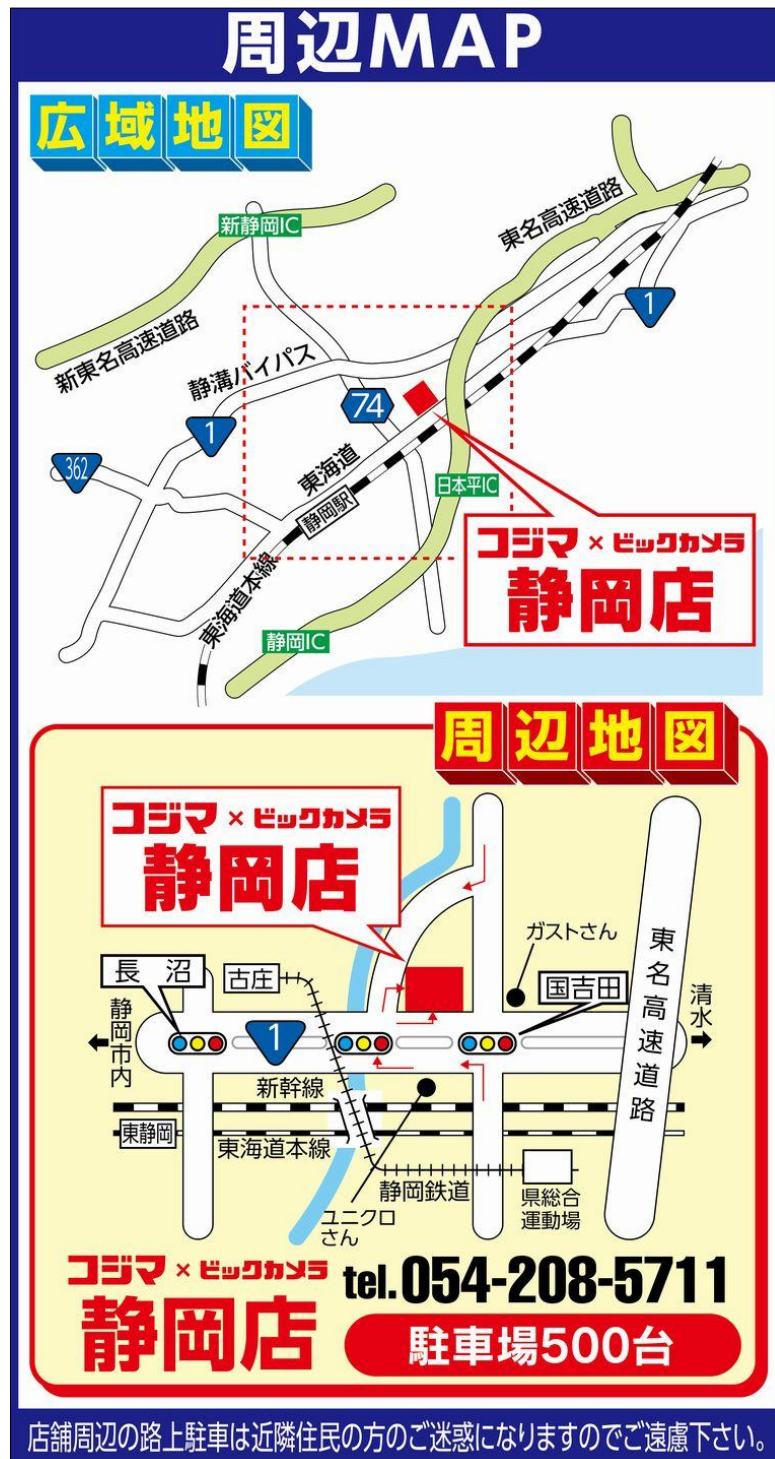 周辺MAP
広域地図
新静岡IC
東名高速道路
新東名高速道路
静溝バイパス
1
74
1
362
東海道
静岡駅
日本平IC
コジマ×ビックカメラ
静岡店
東海道本線
静岡IC
周辺地図
コジマ×ビックカメラ
静岡店
ガストさん
長沼
古庄
国吉田
東名高速道路
静岡市内
清水
1
新幹線
東静岡
東海道本線
静岡鉄道
県総合
運動場
ユニクロ
さん
コジマ×ビックカメラ
静岡店
tel.054-208-5711
駐車場500台
店舗周辺の路上駐車は近隣住民の方のご迷惑になりますのでご遠慮下さい。